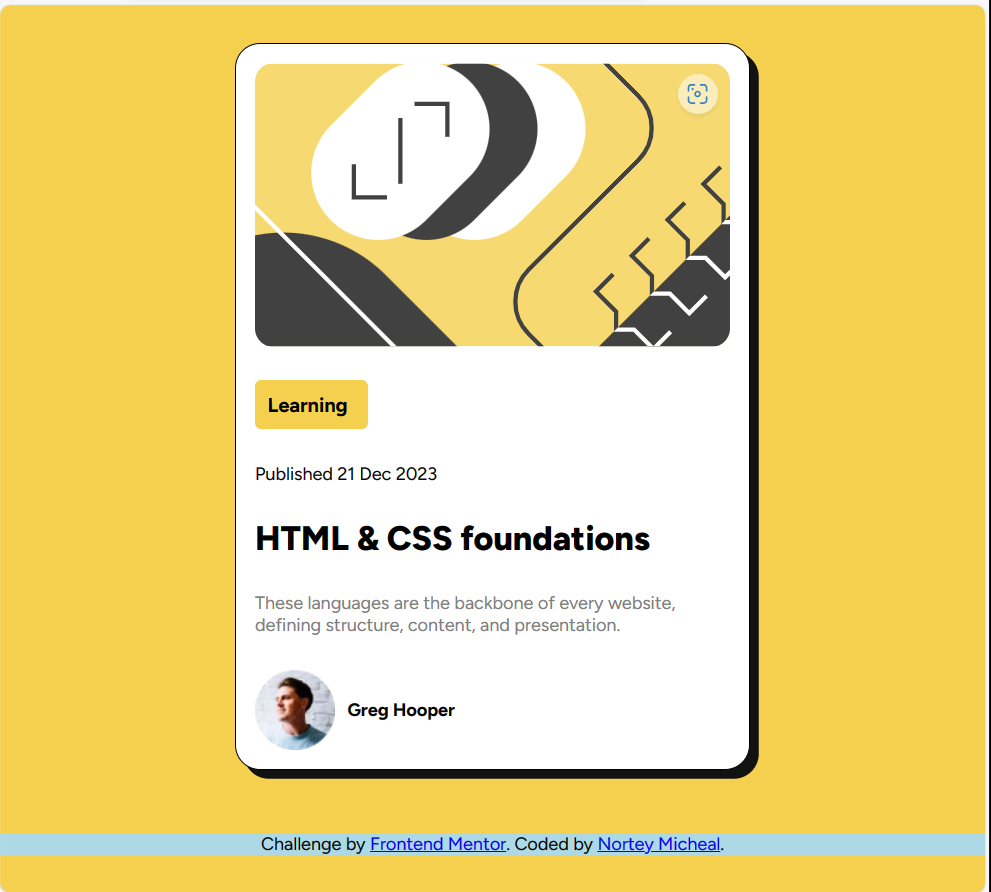 Learning
Published 21 Dec 2023
HTML & CSS foundations
These languages are the backbone of every website,
defining structure, content, and presentation.
Greg Hooper
Challenge by Frontend Mentor. Coded by Nortey Micheal.